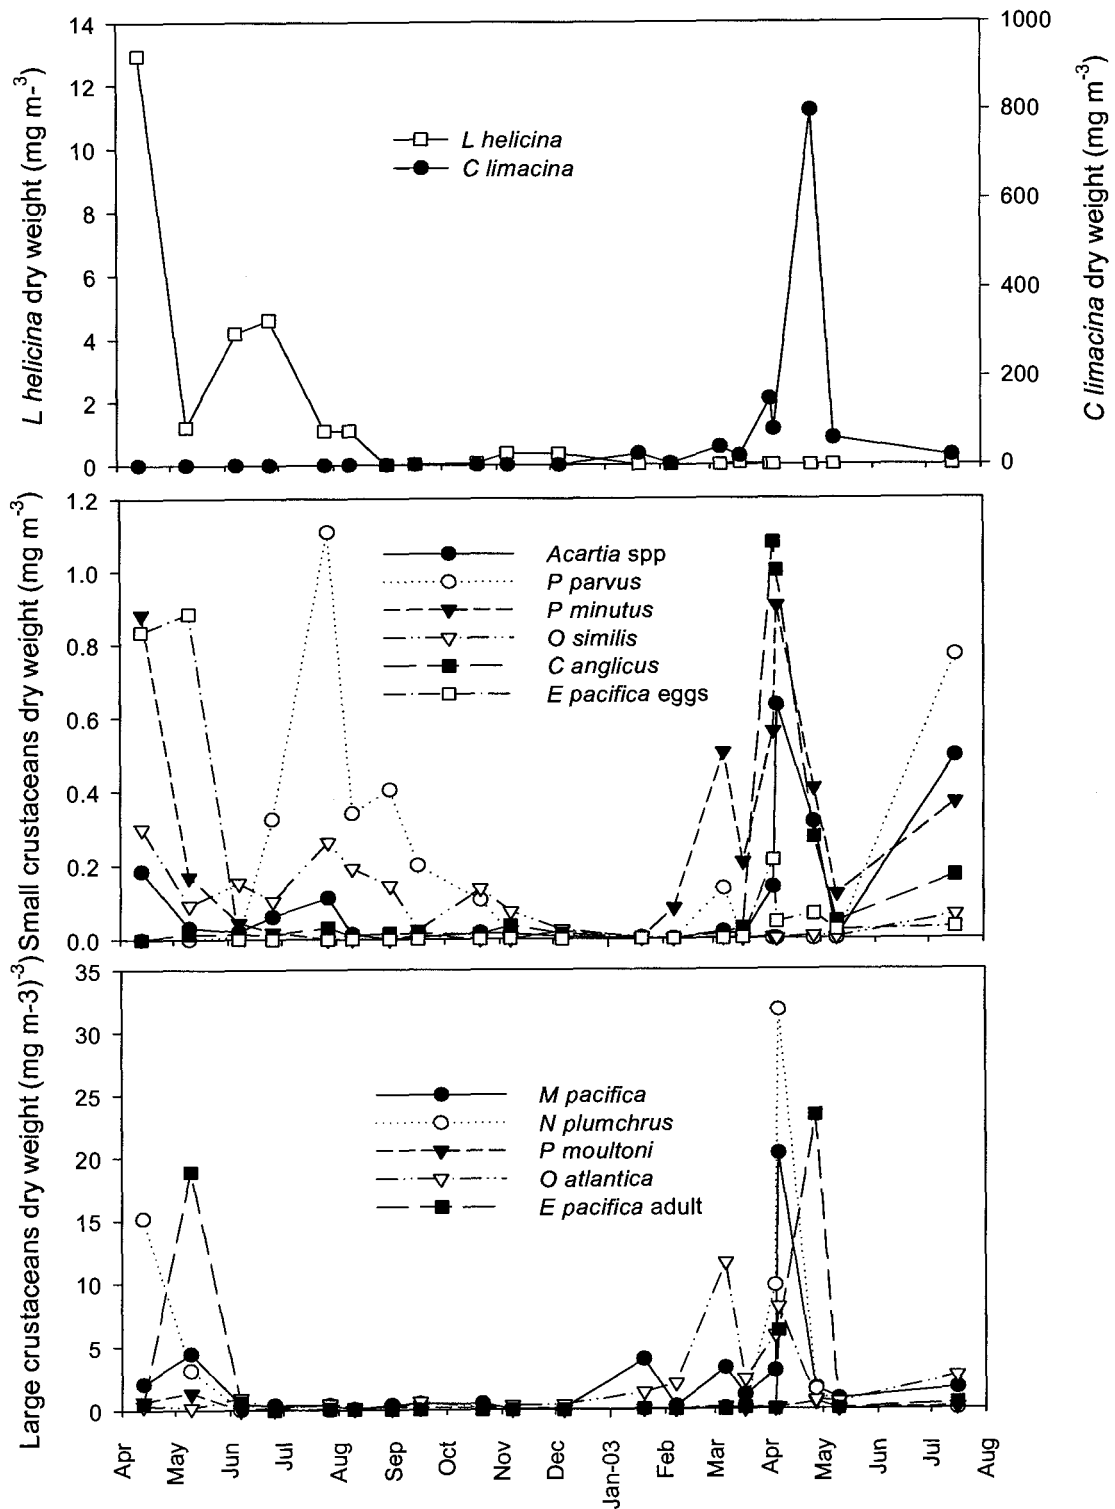 L helicina dry weight (mg m-3)
14
12
10
8
6
4
2
0
L helicina
C limacina
1000
800
600
400
200
0
C limacina dry weight (mg m-3)
Small crustaceans dry weight (mg m-3)
1.2
1.0
0.8
0.6
0.4
0.2
0.0
Acartia spp
P parvus
P minutus
O similis
C anglicus
E pacifica eggs
Large crustaceans dry weight (mg m-3)-3)
35
30
25
20
15
10
5
0
M pacifica
N plumchrus
P moultoni
O atlantica
E pacifica adult
Apr
May
Jun
Jul
Aug
Sep
Oct
Nov
Dec
Jan-03
Feb
Mar
Apr
May
Jun
Jul
Aug